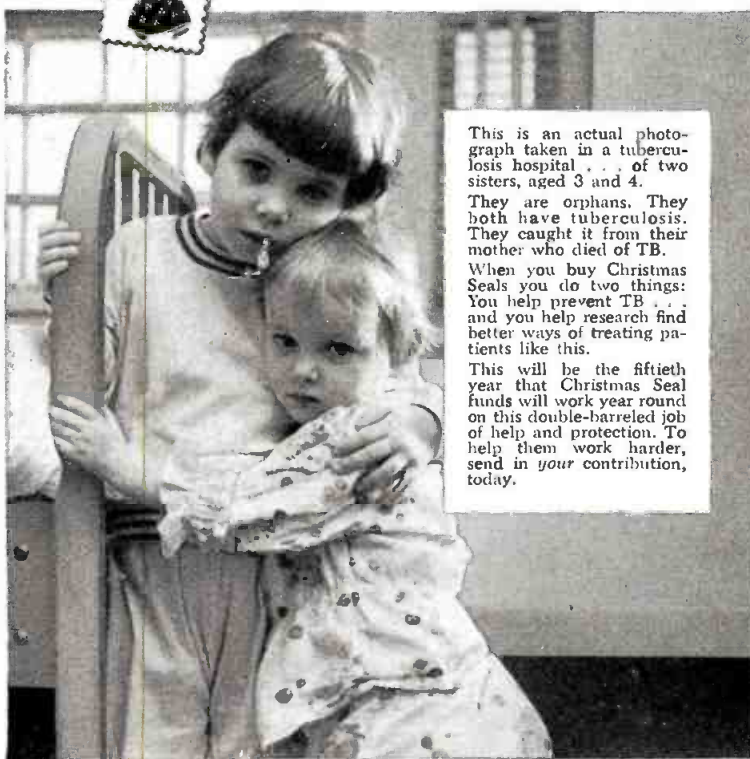 This is an actual photo-
graph taken in a tubercu-
losis hospital . . . of two
sisters, aged 3 and 4.
They are orphans. They
both have tuberculosis.
They caught it from their
mother who died of TB.
When you buy Christmas
Seals you do two things:
You help prevent TB . . .
and you help research find
better ways of treating pa-
tients like this.
This will be the fiftieth
year that Christmas Seal
funds will work year round
on this double-barreled job
of help and protection. To
help them work harder,
send in your contribution,
today.